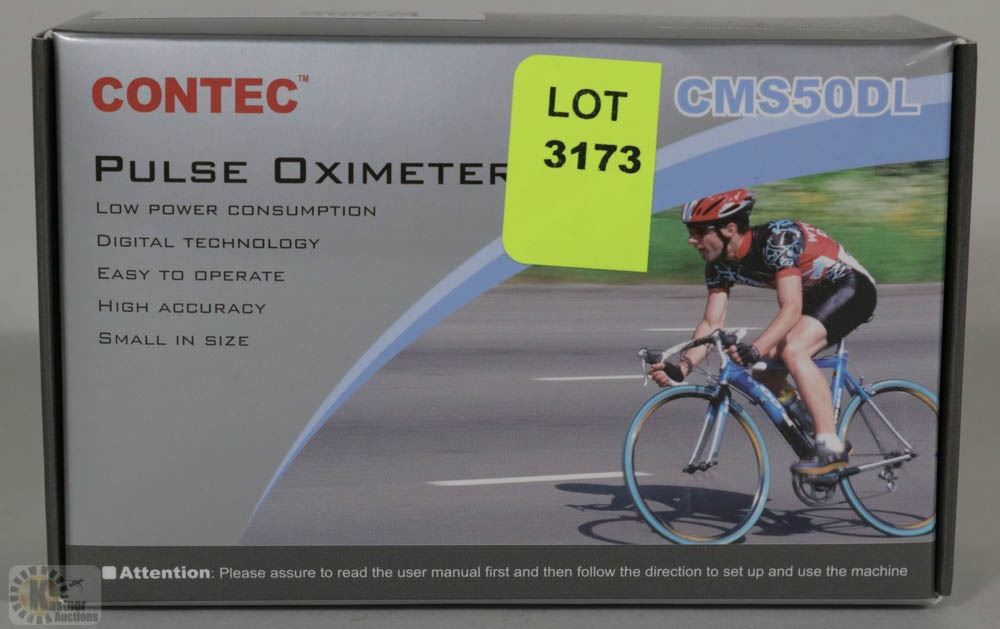 CONTEC™
CMS50DL
LOT
3173
PULSE OXIMETER
LOW POWER CONSUMPTION
DIGITAL TECHNOLOGY
EASY TO OPERATE
HIGH ACCURACY
SMALL IN SIZE
Attention: Please assure to read the user manual first and then follow the direction to set up and use the machine
Kastner
Auctions